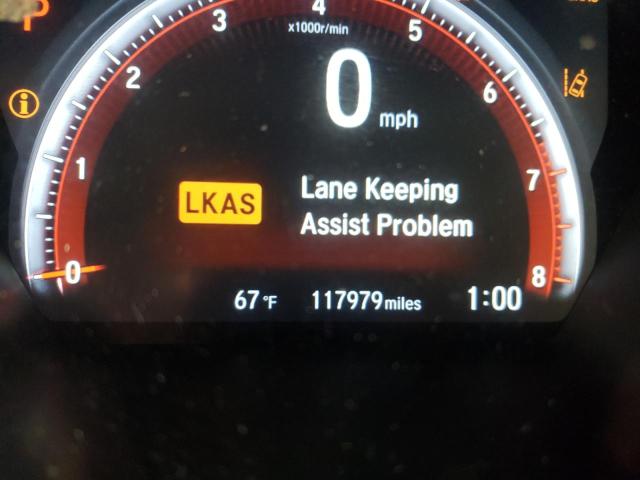 P
4
x1000r/min
3
5
0 mph
2
6
i
1
7
LKAS
Lane Keeping
Assist Problem
0
8
67°F 117979 miles 1:00